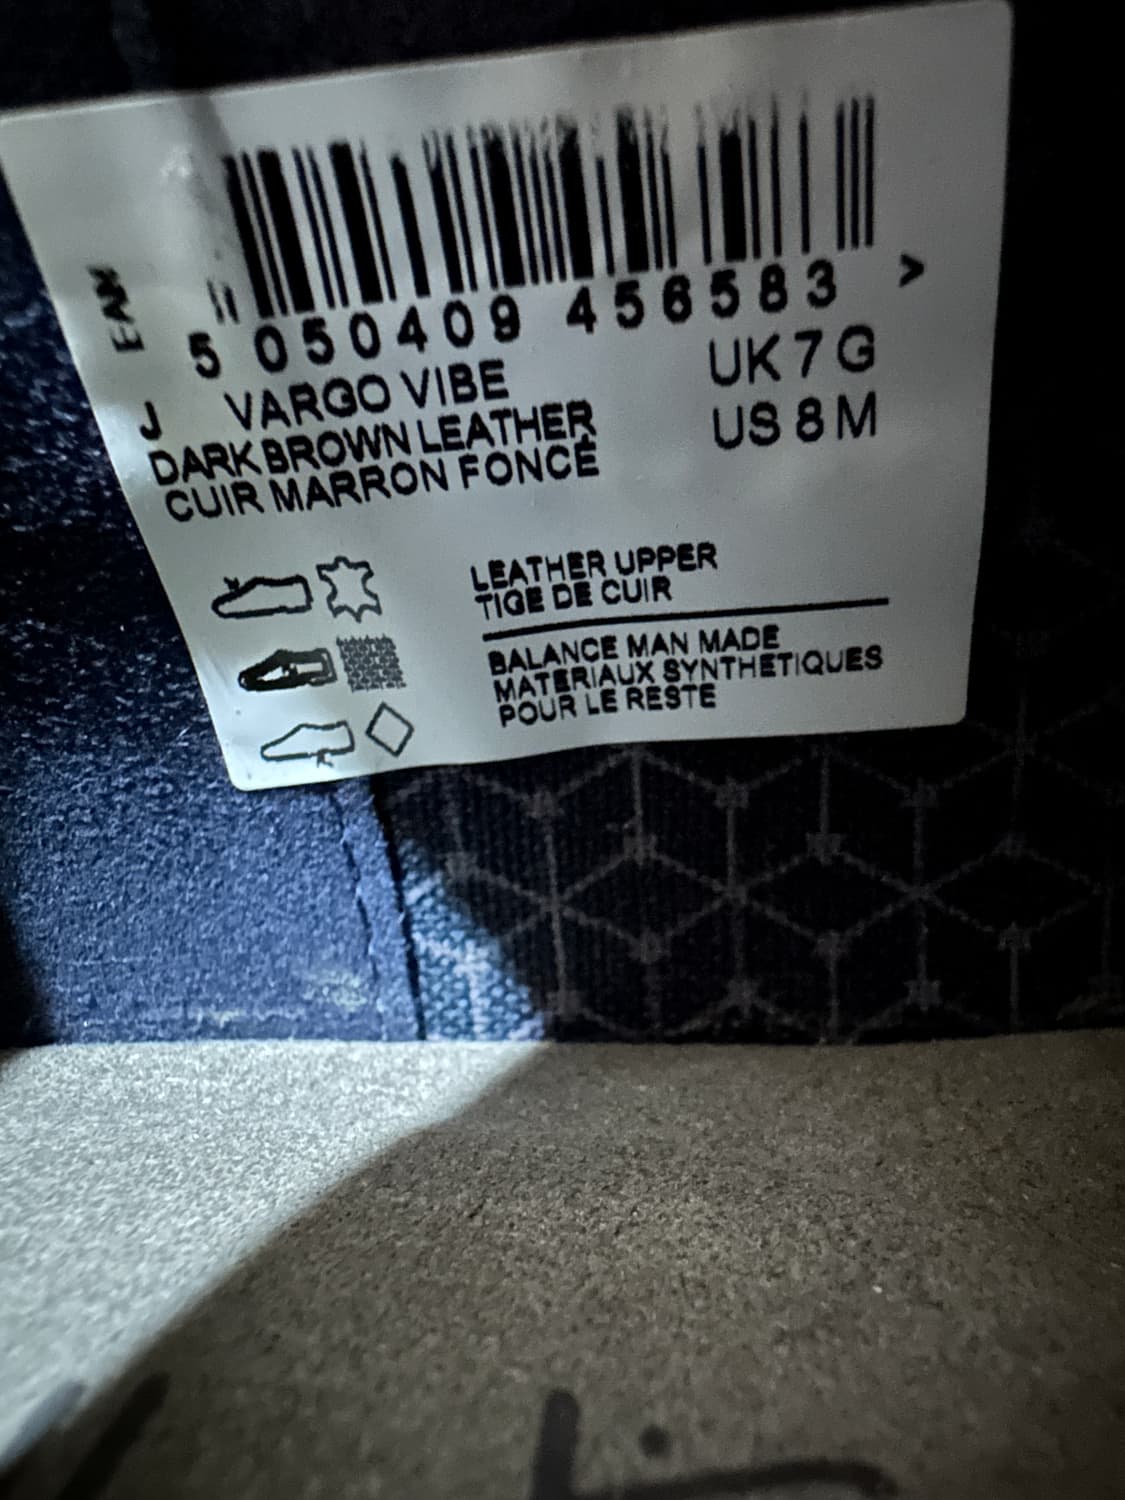 EAN
5 050409 456583 >
J VARGO VIBE
UK 7 G
DARK BROWN LEATHER
US 8 M
CUIR MARRON FONCÉ
LEATHER UPPER
TIGE DE CUIR
BALANCE MAN MADE
MATERIAUX SYNTHETIQUES
POUR LE RESTE